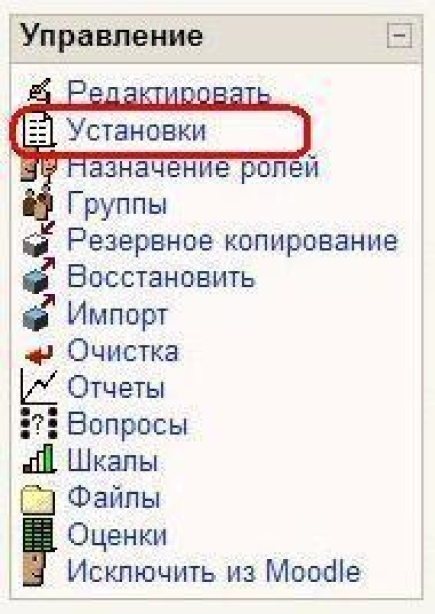 Управление
Редактировать
Установки
Назначение ролей
Группы
Резервное копирование
Восстановить
Импорт
Очистка
Отчеты
Вопросы
Шкалы
Файлы
Оценки
Исключить из Moodle